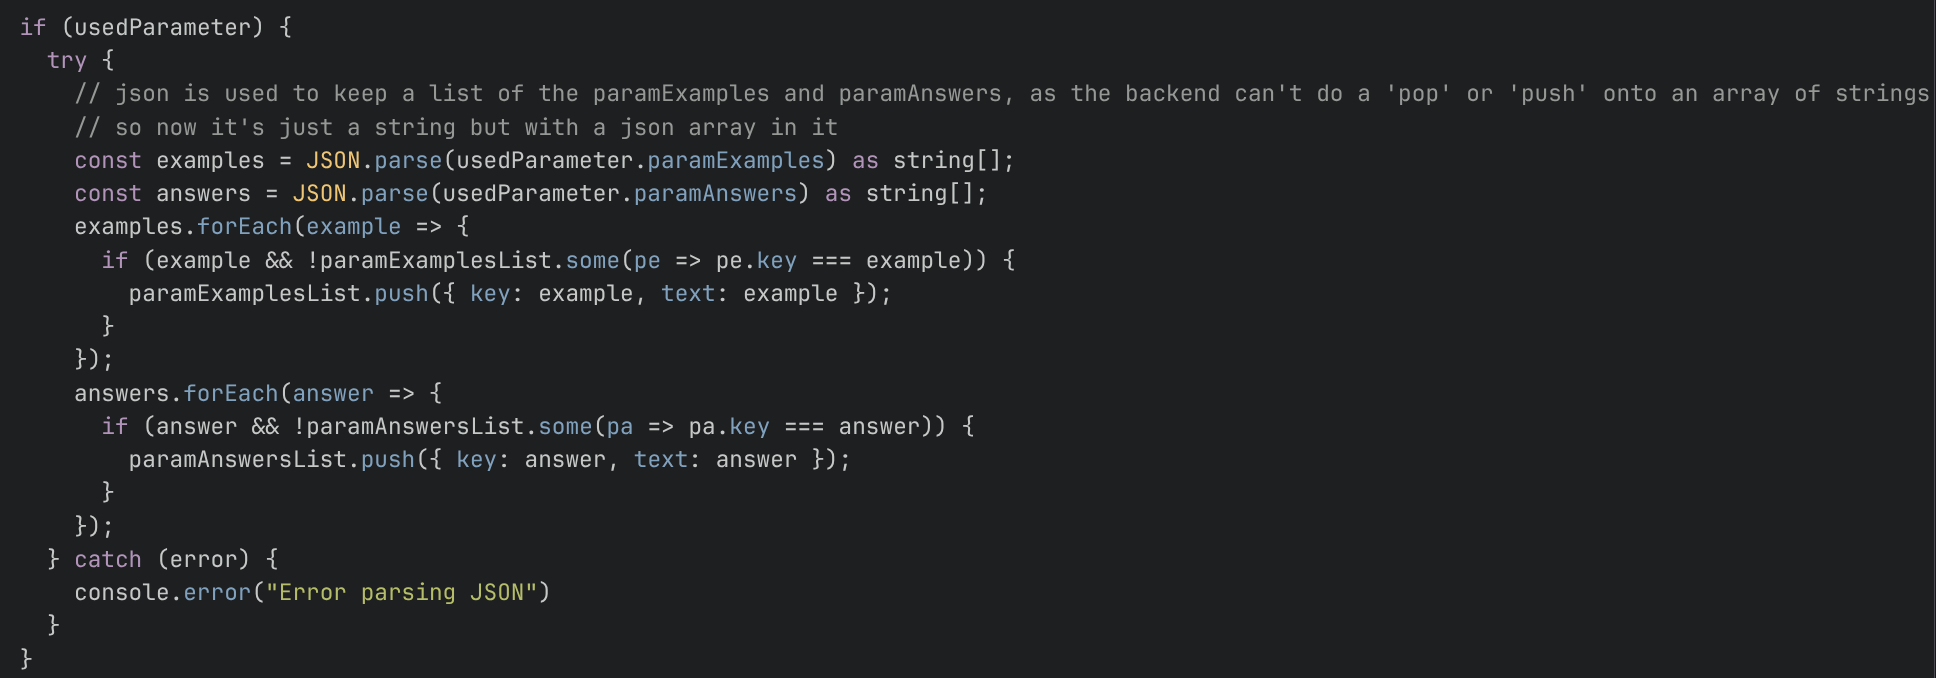 if (usedParameter) {
  try {
    // json is used to keep a list of the paramExamples and paramAnswers, as the backend can't do a 'pop' or 'push' onto an array of strings
    // so now it's just a string but with a json array in it
    const examples = JSON.parse(usedParameter.paramExamples) as string[];
    const answers = JSON.parse(usedParameter.paramAnswers) as string[];
    examples.forEach(example => {
      if (example && !paramExamplesList.some(pe => pe.key === example)) {
        paramExamplesList.push({ key: example, text: example });
      }
    });
    answers.forEach(answer => {
      if (answer && !paramAnswersList.some(pa => pa.key === answer)) {
        paramAnswersList.push({ key: answer, text: answer });
      }
    });
  } catch (error) {
    console.error("Error parsing JSON")
  }
}